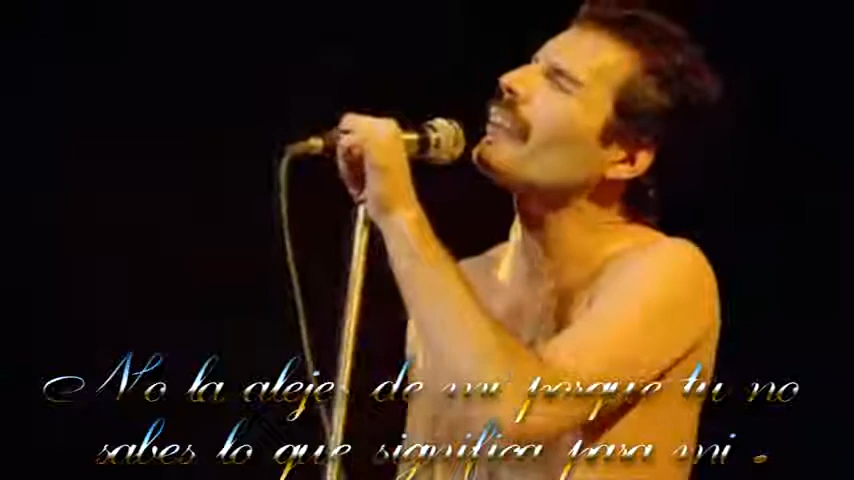 No la alejes de mi porque tu no
sabes lo que significa para mi .